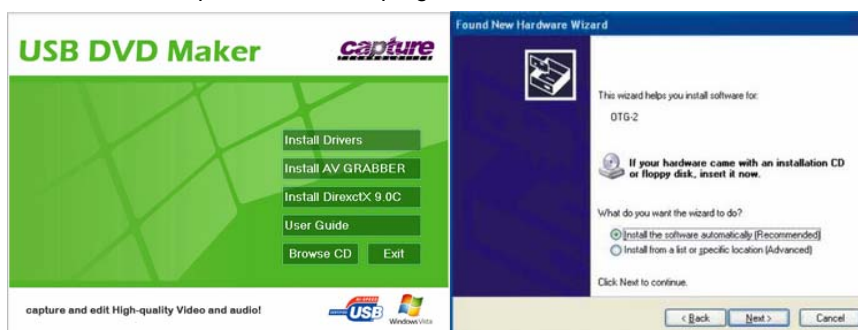 USB DVD Maker
capture
Install Drivers
Install AV GRABBER
Install DirexctX 9.0C
User Guide
Browse CD
Exit
capture and edit High-quality Video and audio!
USB
Windows Vista
Found New Hardware Wizard
This wizard helps you install software for:
OTG-2
If your hardware came with an installation CD
or floppy disk, insert it now.
What do you want the wizard to do?
Install the software automatically (Recommended)
Install from a list or specific location (Advanced)
Click Next to continue.
< Back
Next >
Cancel